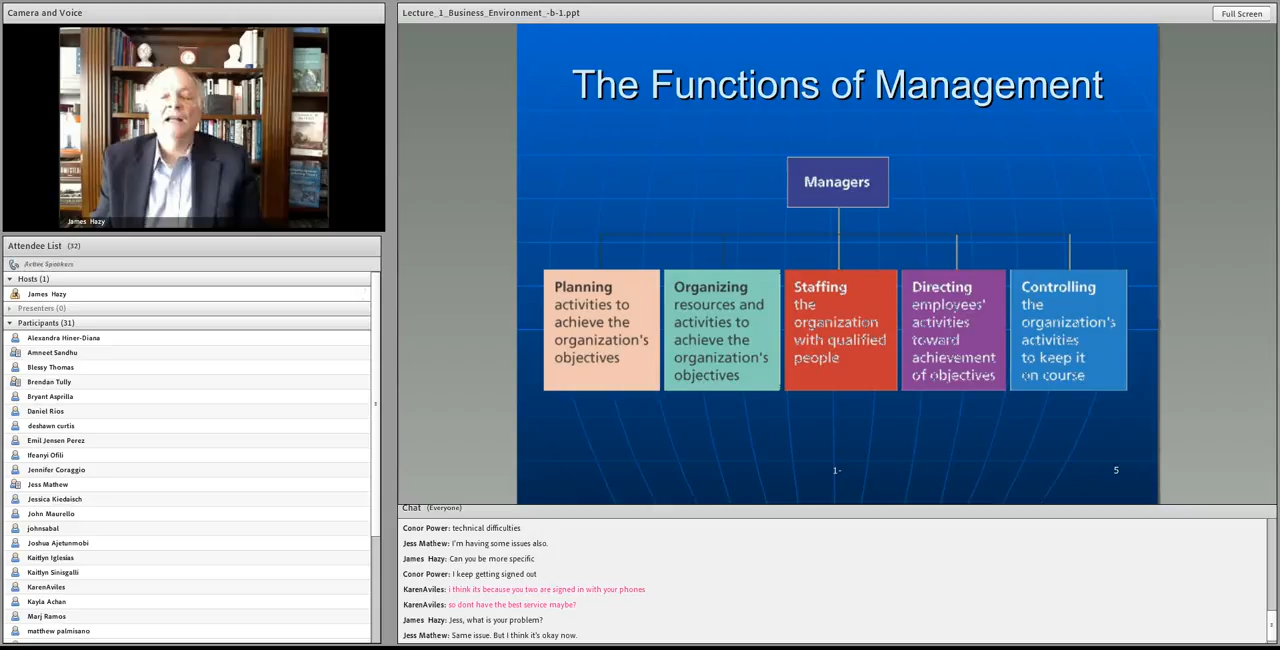 Camera and Voice
James Hazy
Attendee List (32)
Active Speakers
Hosts (1)
James Hazy
Presenters (0)
Participants (31)
Alexandra Hiner-Diana
Amneet Sandhu
Blessy Thomas
Brendan Tully
Bryant Asprilla
Daniel Rios
deshawn curtis
Emil Jensen Perez
Ifeanyi Ofili
Jennifer Coraggio
Jess Mathew
Jessica Kiedaisch
John Maurello
johnsabal
Joshua Ajetunmobi
Kaitlyn Iglesias
Kaitlyn Sinisgalli
KarenAviles
Kayla Achan
Marj Ramos
matthew palmisano
Lecture_1_Business_Environment_-b-1.ppt
Full Screen
The Functions of Management
Managers
Planning
activities to
achieve the
organization's
objectives
Organizing
resources and
activities to
achieve the
organization's
objectives
Staffing
the
organization
with qualified
people
Directing
employees'
activities
toward
achievement
of objectives
Controlling
the
organization's
activities
to keep it
on course
1-
5
Chat (Everyone)
Conor Power: technical difficulties
Jess Mathew: I'm having some issues also.
James Hazy: Can you be more specific
Conor Power: I keep getting signed out
KarenAviles: i think its because you two are signed in with your phones
KarenAviles: so dont have the best service maybe?
James Hazy: Jess, what is your problem?
Jess Mathew: Same issue. But I think it's okay now.